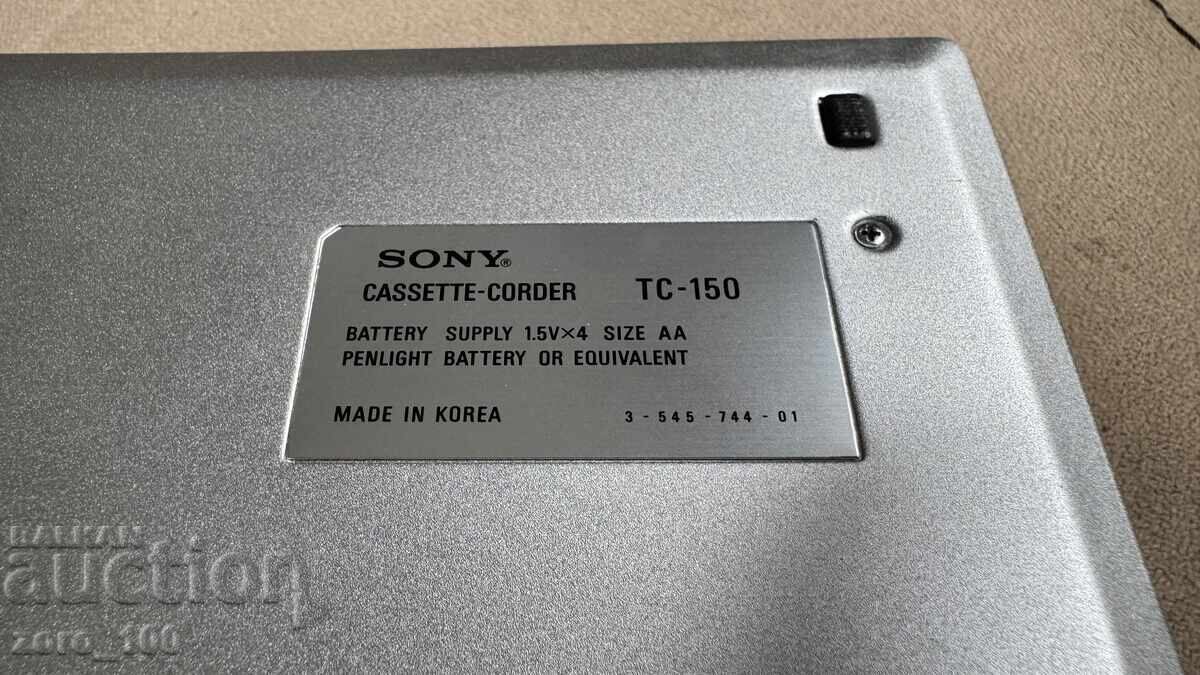 SONY®
CASSETTE-CORDER TC-150
BATTERY SUPPLY 1.5V×4 SIZE AA
PENLIGHT BATTERY OR EQUIVALENT
MADE IN KOREA 3-545-744-01
BALKAN
auction
zoro_100